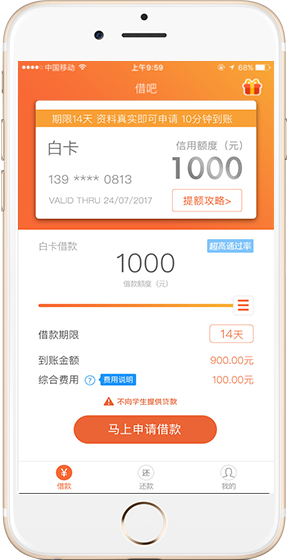 中国移动 上午9:59 68%
借吧
期限14天 资料真实即可申请 10分钟到账
白卡 信用额度（元）
1000
139 **** 0813
VALID THRU 24/07/2017 提额攻略>
白卡借款 超高通过率
1000
借款额度（元）
借款期限 14天
到账金额 900.00元
综合费用 ? 费用说明 100.00元
不向学生提供贷款
马上申请借款
¥ 还
借款 还款 我的